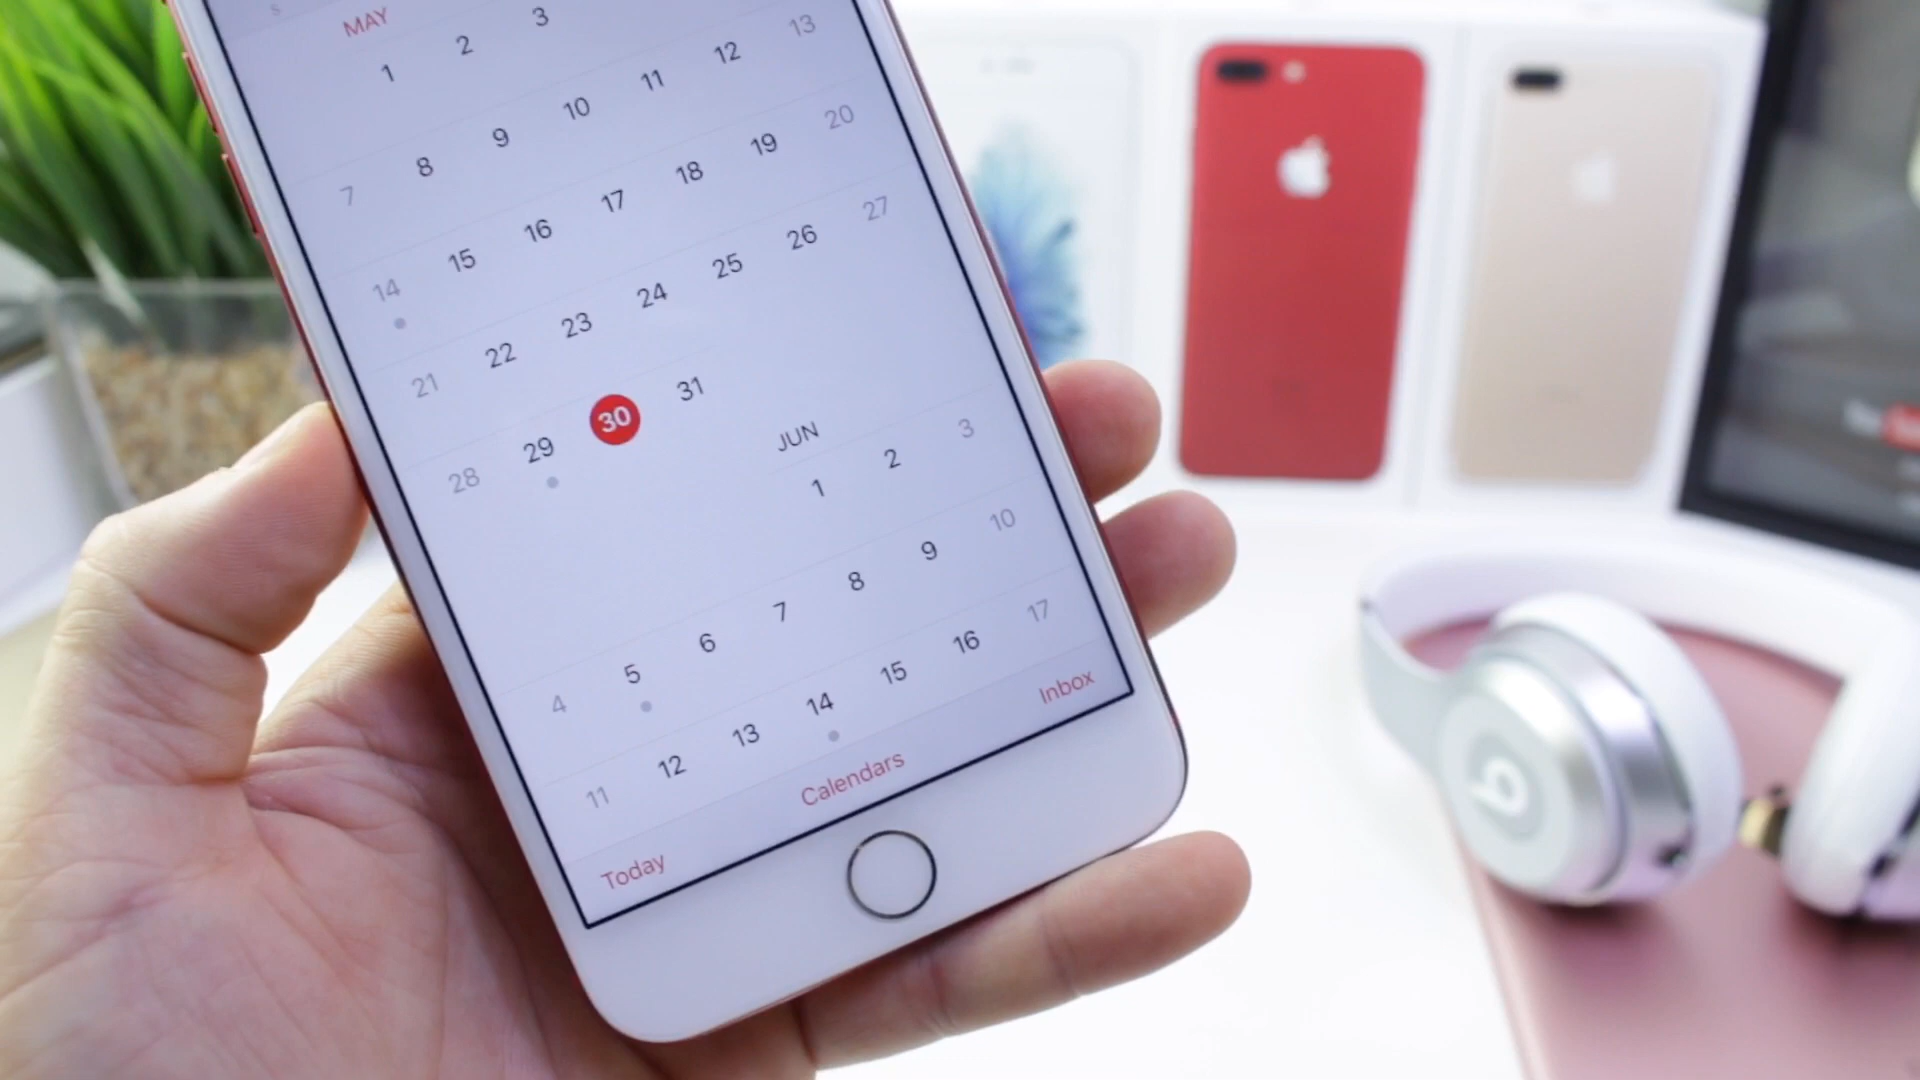 S
MAY
1 2 3
7 8 9 10 11 12 13
14 15 16 17 18 19 20
21 22 23 24 25 26 27
28 29 30 31
JUN
1 2 3
4 5 6 7 8 9 10
11 12 13 14 15 16 17
Today Calendars Inbox
b